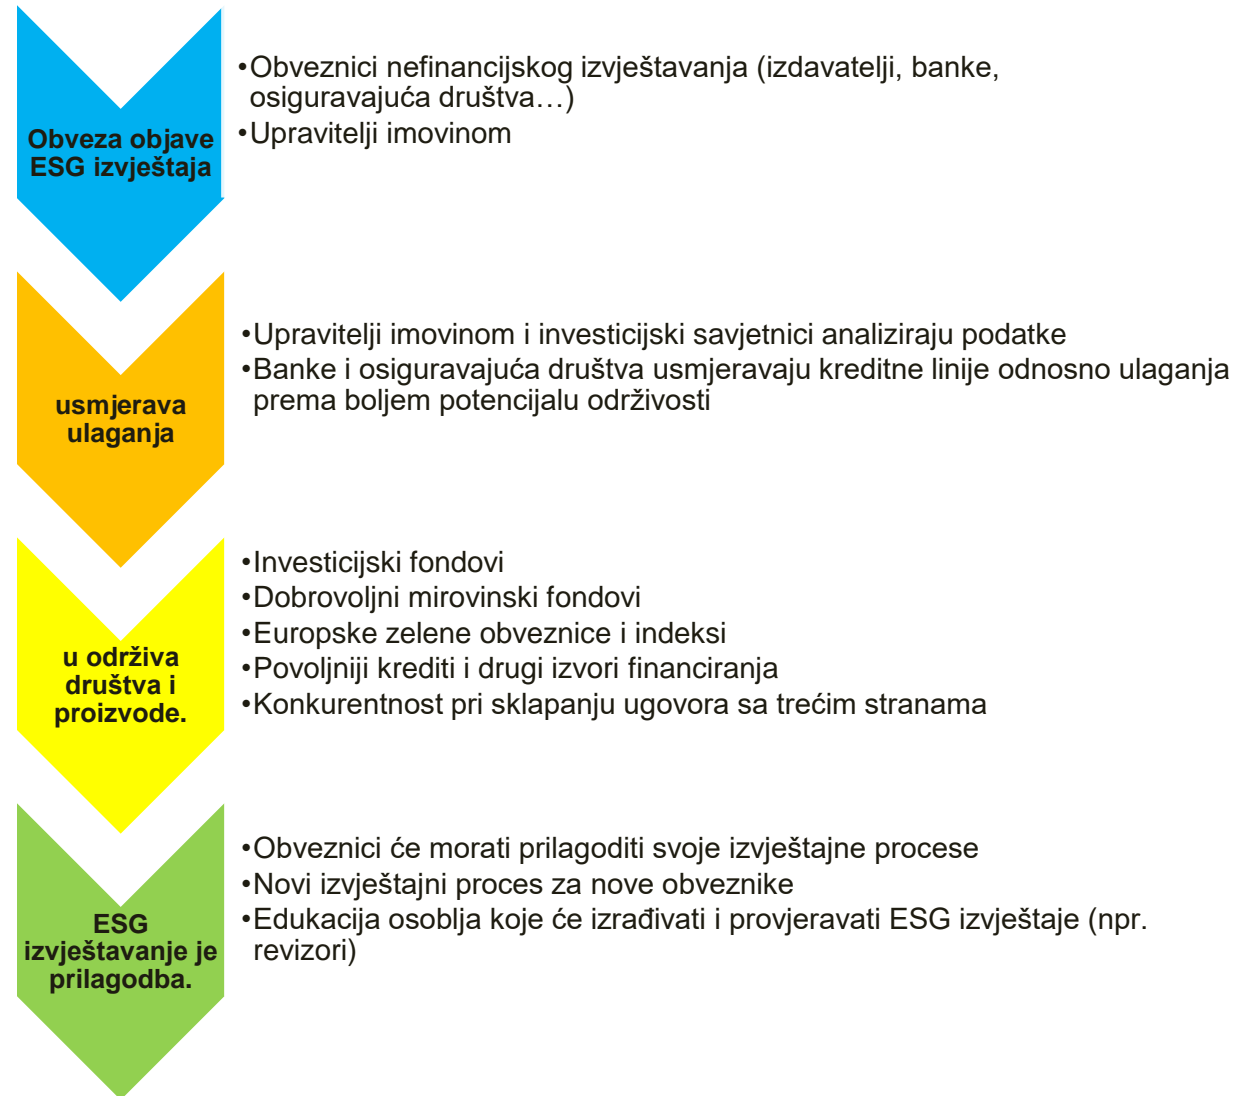 Obveza objave
ESG izvještaja
•Obveznici nefinancijskog izvještavanja (izdavatelji, banke,
osiguravajuća društva…)
•Upravitelji imovinom
usmjerava
ulaganja
•Upravitelji imovinom i investicijski savjetnici analiziraju podatke
•Banke i osiguravajuća društva usmjeravaju kreditne linije odnosno ulaganja
prema boljem potencijalu održivosti
u održiva
društva i
proizvode.
•Investicijski fondovi
•Dobrovoljni mirovinski fondovi
•Europske zelene obveznice i indeksi
•Povoljniji krediti i drugi izvori financiranja
•Konkurentnost pri sklapanju ugovora sa trećim stranama
ESG
izvještavanje je
prilagodba.
•Obveznici će morati prilagoditi svoje izvještajne procese
•Novi izvještajni proces za nove obveznike
•Edukacija osoblja koje će izrađivati i provjeravati ESG izvještaje (npr.
revizori)